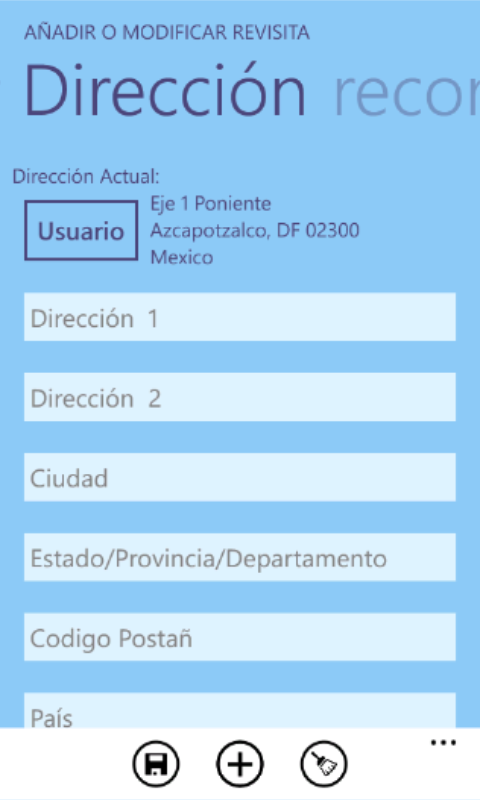 AÑADIR O MODIFICAR REVISITA
Dirección recor
Dirección Actual:
Usuario
Eje 1 Poniente
Azcapotzalco, DF 02300
Mexico
Dirección 1
Dirección 2
Ciudad
Estado/Provincia/Departamento
Codigo Postañ
País